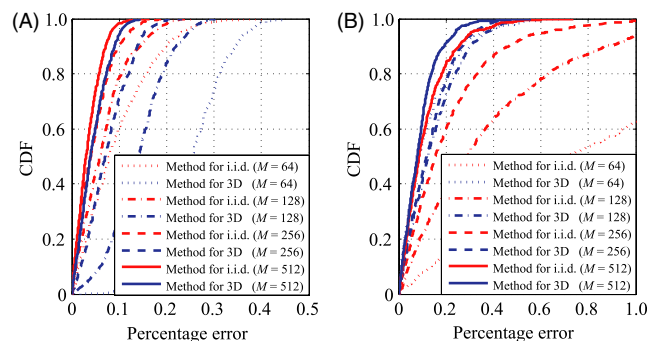 (A)
CDF
1.0
0.8
0.6
0.4
0.2
0
0
0.1
0.2
0.3
0.4
0.5
Percentage error
Method for i.i.d. (M = 64)
Method for 3D (M = 64)
Method for i.i.d. (M = 128)
Method for 3D (M = 128)
Method for i.i.d. (M = 256)
Method for 3D (M = 256)
Method for i.i.d. (M = 512)
Method for 3D (M = 512)
(B)
CDF
1.0
0.8
0.6
0.4
0.2
0
0
0.2
0.4
0.6
0.8
1.0
Percentage error
Method for i.i.d. (M = 64)
Method for 3D (M = 64)
Method for i.i.d. (M = 128)
Method for 3D (M = 128)
Method for i.i.d. (M = 256)
Method for 3D (M = 256)
Method for i.i.d. (M = 512)
Method for 3D (M = 512)